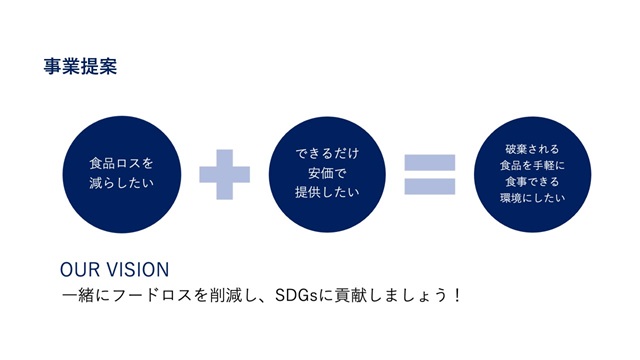 事業提案
食品ロスを
減らしたい
できるだけ
安価で
提供したい
破棄される
食品を手軽に
食事できる
環境にしたい
OUR VISION
一緒にフードロスを削減し、SDGsに貢献しましょう！